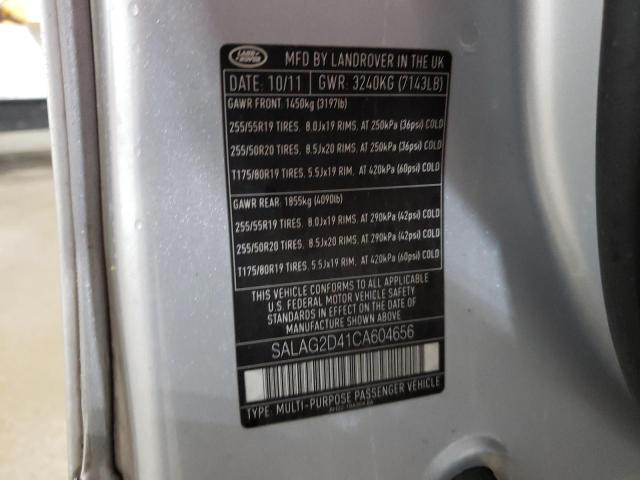 LAND ROVER
MFD BY LANDROVER IN THE UK
DATE: 10/11 GWR: 3240KG (7143LB)
GAWR FRONT: 1450kg (3197lb)
255/55R19 TIRES. 8.0Jx19 RIMS. AT 250kPa (36psi) COLD
255/50R20 TIRES. 8.5Jx20 RIMS. AT 250kPa (36psi) COLD
T175/80R19 TIRES. 5.5Jx19 RIM. AT 420kPa (60psi) COLD
GAWR REAR: 1855kg (4090lb)
255/55R19 TIRES. 8.0Jx19 RIMS. AT 290kPa (42psi) COLD
255/50R20 TIRES. 8.5Jx20 RIMS. AT 290kPa (42psi) COLD
T175/80R19 TIRES. 5.5Jx19 RIM. AT 420kPa (60psi) COLD
THIS VEHICLE CONFORMS TO ALL APPLICABLE
U.S. FEDERAL MOTOR VEHICLE SAFETY
STANDARDS IN EFFECT ON THE DATE OF
MANUFACTURE SHOWN ABOVE.
SALAG2D41CA604656
TYPE: MULTI-PURPOSE PASSENGER VEHICLE